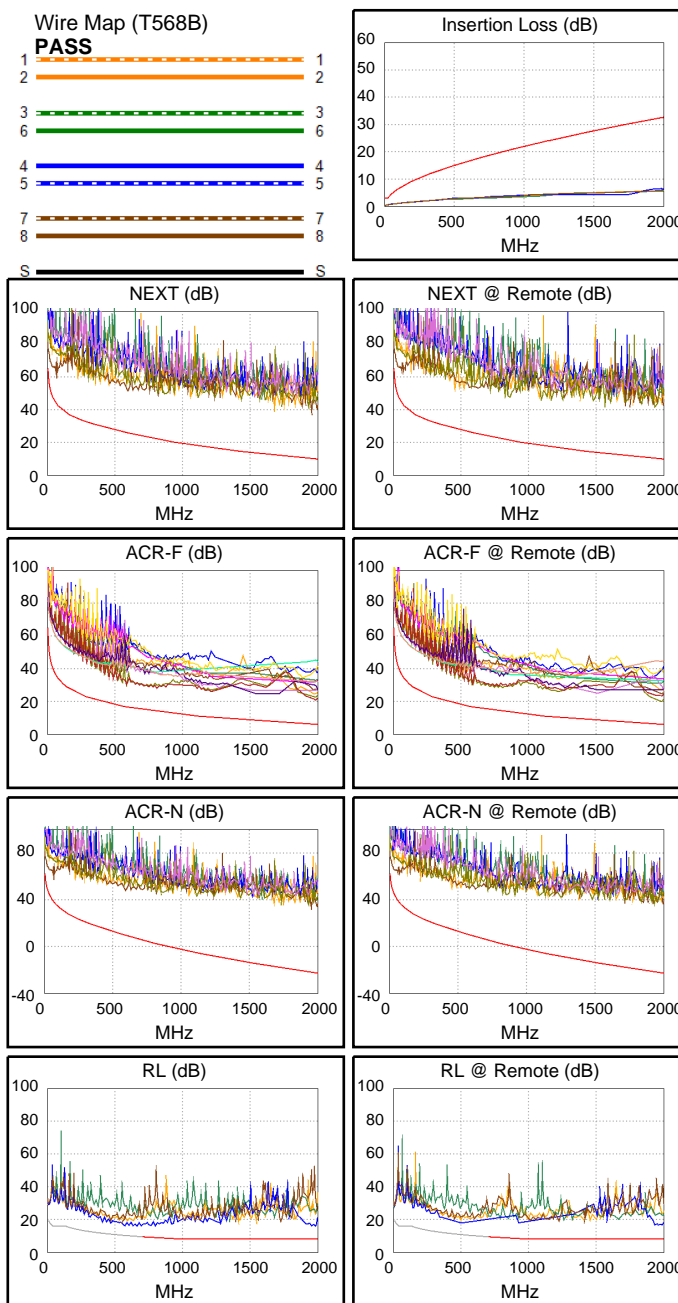 Wire Map (T568B)
PASS
1 1
2 2
3 3
6 6
4 4
5 5
7 7
8 8
S S
Insertion Loss (dB)
60
50
40
30
20
10
0
0 500 1000 1500 2000
MHz
NEXT (dB)
100
80
60
40
20
0
0 500 1000 1500 2000
MHz
NEXT @ Remote (dB)
100
80
60
40
20
0
0 500 1000 1500 2000
MHz
ACR-F (dB)
100
80
60
40
20
0
0 500 1000 1500 2000
MHz
ACR-F @ Remote (dB)
100
80
60
40
20
0
0 500 1000 1500 2000
MHz
ACR-N (dB)
80
40
0
-40
0 500 1000 1500 2000
MHz
ACR-N @ Remote (dB)
80
40
0
-40
0 500 1000 1500 2000
MHz
RL (dB)
100
80
60
40
20
0
0 500 1000 1500 2000
MHz
RL @ Remote (dB)
100
80
60
40
20
0
0 500 1000 1500 2000
MHz